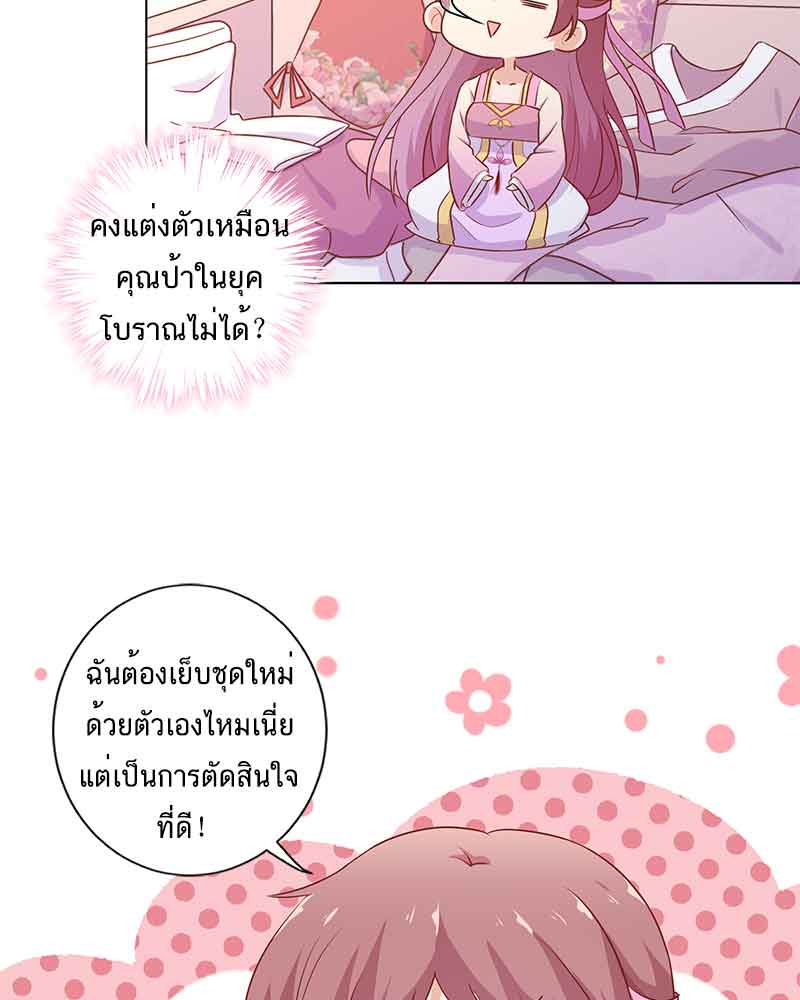 คงแต่งตัวเหมือน
คุณป้าในยุค
โบราณไม่ได้?
ฉันต้องเย็บชุดใหม่
ด้วยตัวเองไหมเนี่ย
แต่เป็นการตัดสินใจ
ที่ดี!